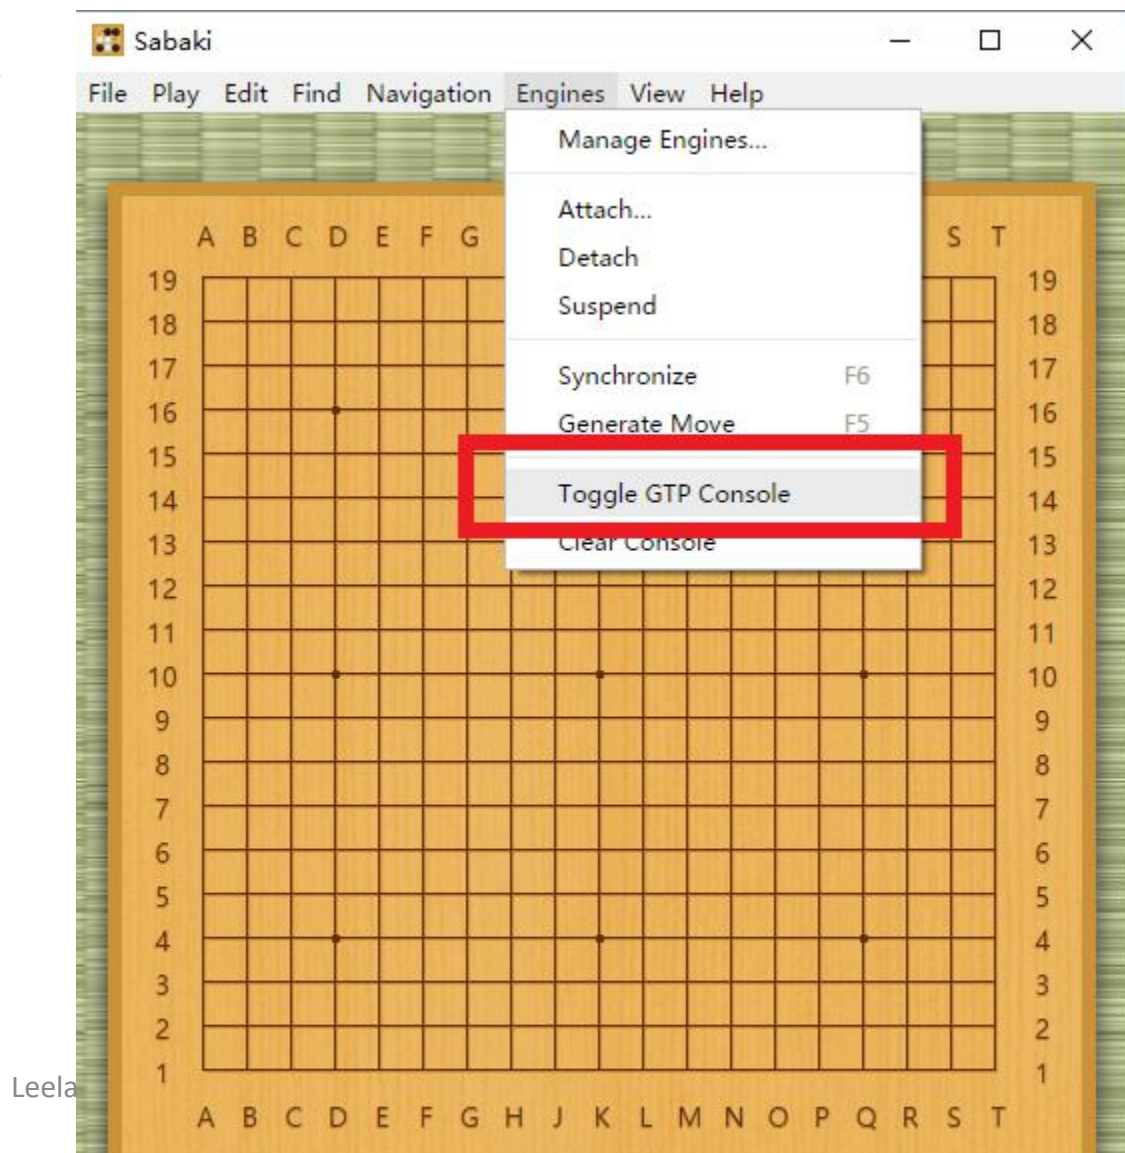 Sabaki
File Play Edit Find Navigation Engines View Help
Manage Engines...
Attach...
Detach
Suspend
Synchronize F6
Generate Move F5
Toggle GTP Console
Clear Console
A B C D E F G S T
19 19
18 18
17 17
16 16
15 15
14 14
13 13
12 12
11 11
10 10
9 9
8 8
7 7
6 6
5 5
4 4
3 3
2 2
1 1
Leela
A B C D E F G H J K L M N O P Q R S T